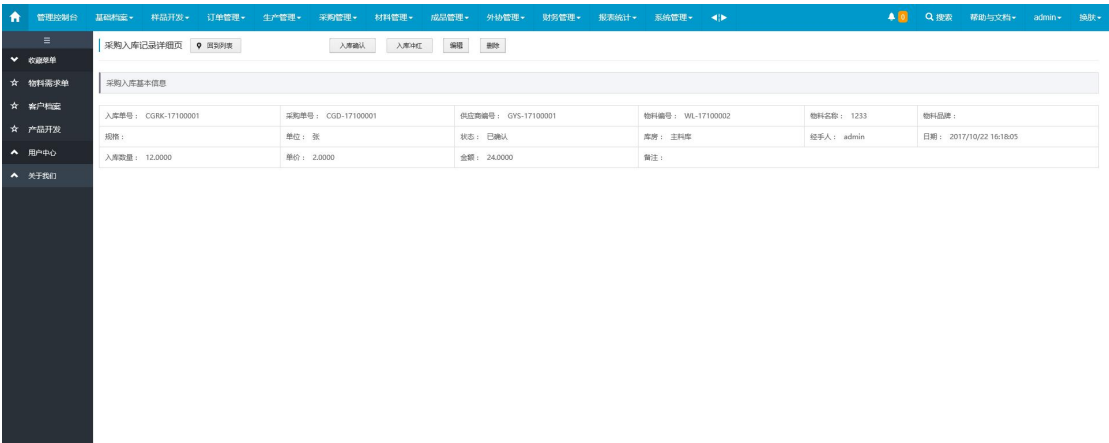 管理控制台 基础档案 样品开发 订单管理 生产管理 采购管理 材料管理 成品管理 外协管理 财务管理 报表统计 系统管理 0 搜索 帮助与文档 admin 换肤
采购入库记录详细页 回到列表 入库确认 入库冲红 编辑 删除
收藏菜单
物料需求单
客户档案
产品开发
用户中心
关于我们
采购入库基本信息
入库单号： CGRK-17100001 采购单号： CGD-17100001 供应商编号： GYS-17100001 物料编号： WL-17100002 物料名称： 1233 物料品牌：
规格： 单位： 张 状态： 已确认 库房： 主料库 经手人： admin 日期： 2017/10/22 16:18:05
入库数量： 12.0000 单价： 2.0000 金额： 24.0000 备注：